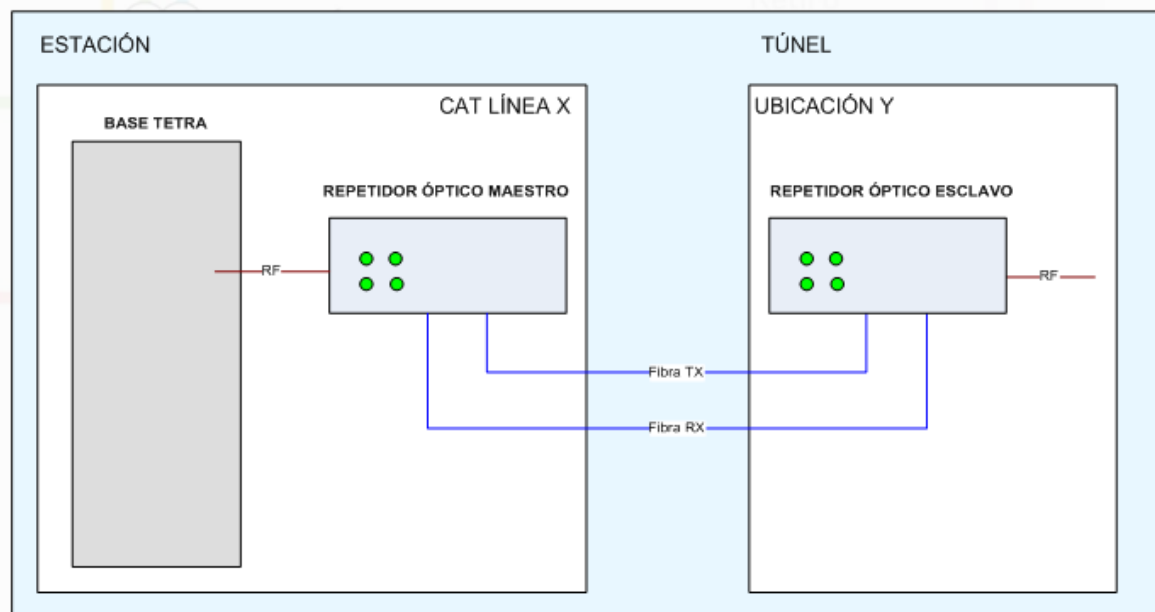 ESTACIÓN
TÚNEL
CAT LÍNEA X
UBICACIÓN Y
BASE TETRA
REPETIDOR ÓPTICO MAESTRO
REPETIDOR ÓPTICO ESCLAVO
RF
RF
Fibra TX
Fibra RX